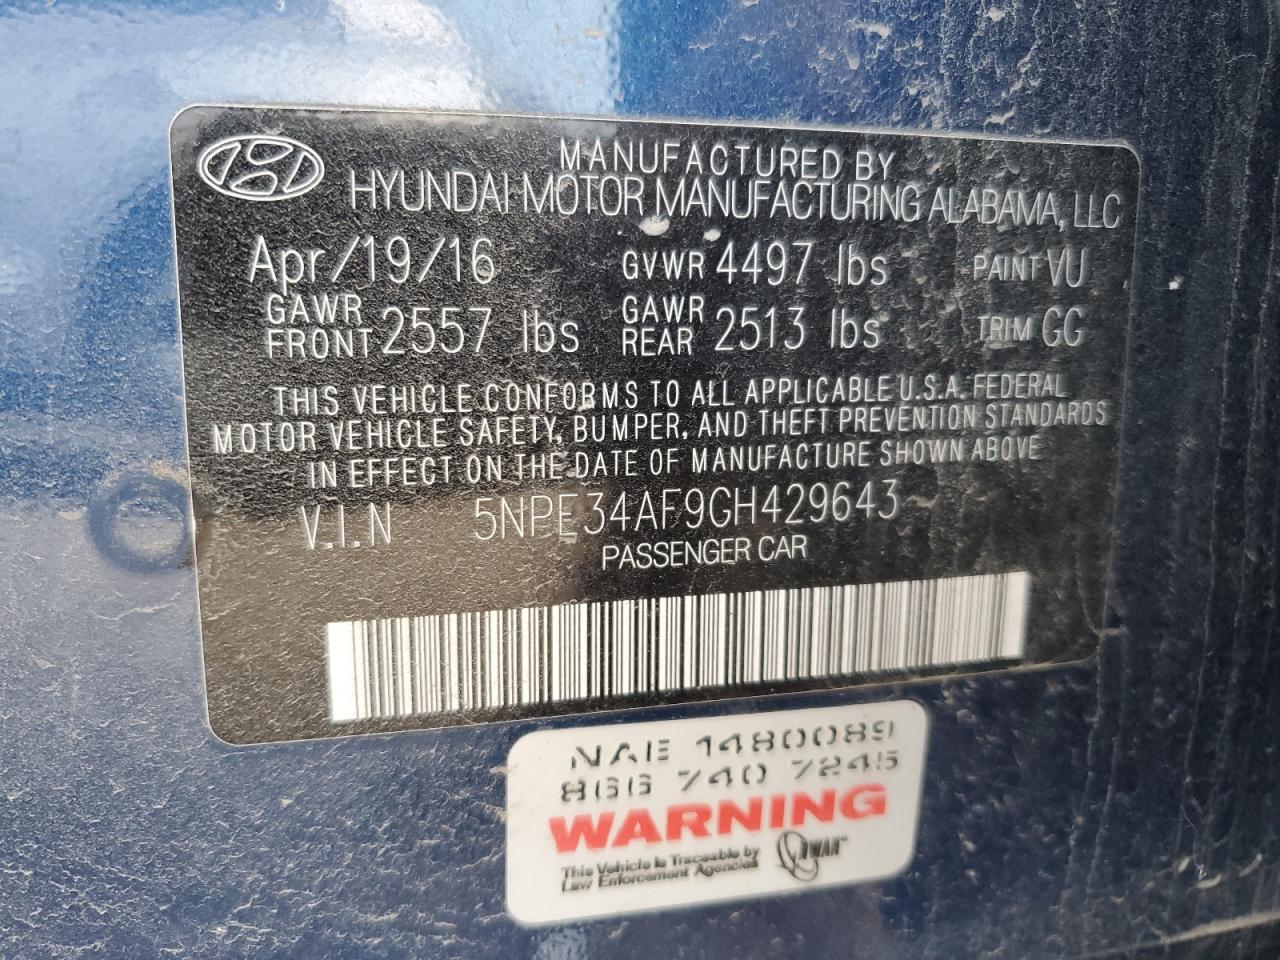 MANUFACTURED BY
HYUNDAI MOTOR MANUFACTURING ALABAMA, LLC
Apr/19/16 GVWR 4497 lbs PAINT VU
GAWR FRONT 2557 lbs GAWR REAR 2513 lbs TRIM GG
THIS VEHICLE CONFORMS TO ALL APPLICABLE U.S.A. FEDERAL
MOTOR VEHICLE SAFETY, BUMPER, AND THEFT PREVENTION STANDARDS
IN EFFECT ON THE DATE OF MANUFACTURE SHOWN ABOVE
V.I.N 5NPE34AF9GH429643
PASSENGER CAR
NAE 1480089
866 740 7245
WARNING
This Vehicle is Traceable by
Law Enforcement Agencies